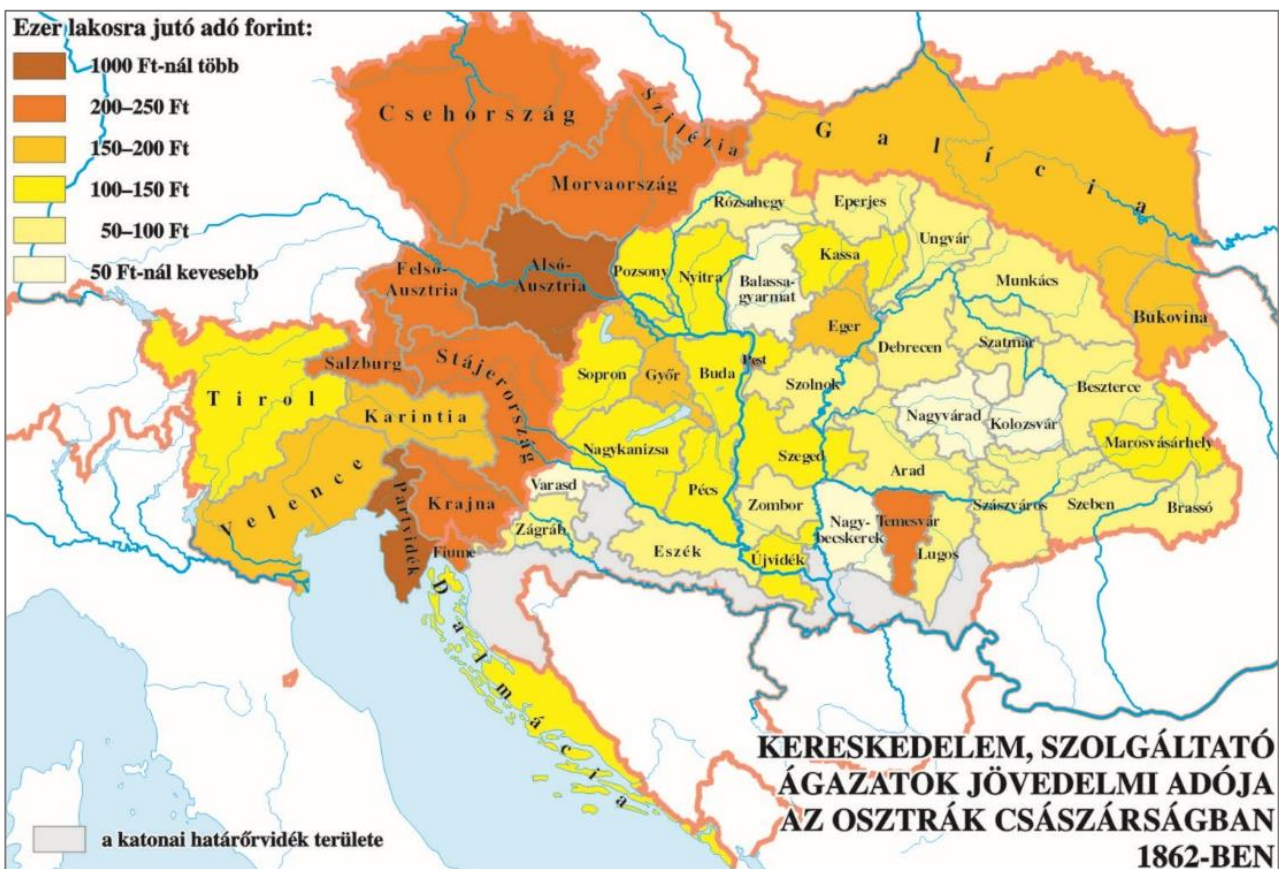 Ezer lakosra jutó adó forint:
1000 Ft-nál több
200–250 Ft
150–200 Ft
100–150 Ft
50–100 Ft
50 Ft-nál kevesebb
Csehország
Szilézia
Galícia
Morvaország
Rózsahegy
Eperjes
Ungvár
Felső-
Ausztria
Alsó-
Ausztria
Pozsony
Nyitra
Balassa-
gyarmat
Kassa
Munkács
Bukovina
Eger
Debrecen
Szatmár
Salzburg
Stájerország
Sopron
Győr
Buda
Pest
Szolnok
Beszterce
Tirol
Karintia
Nagyvárad
Kolozsvár
Marosvásárhely
Nagykanizsa
Szeged
Arad
Velence
Partvidék
Krajna
Varasd
Pécs
Zombor
Szászváros
Szeben
Brassó
Zágráb
Nagy-
becskerek
Temesvár
Lugos
Fiume
Eszék
Újvidék
Dalmácia
KERESKEDELEM, SZOLGÁLTATÓ
ÁGAZATOK JÖVEDELMI ADÓJA
AZ OSZTRÁK CSÁSZÁRSÁGBAN
1862-BEN
a katonai határőrvidék területe